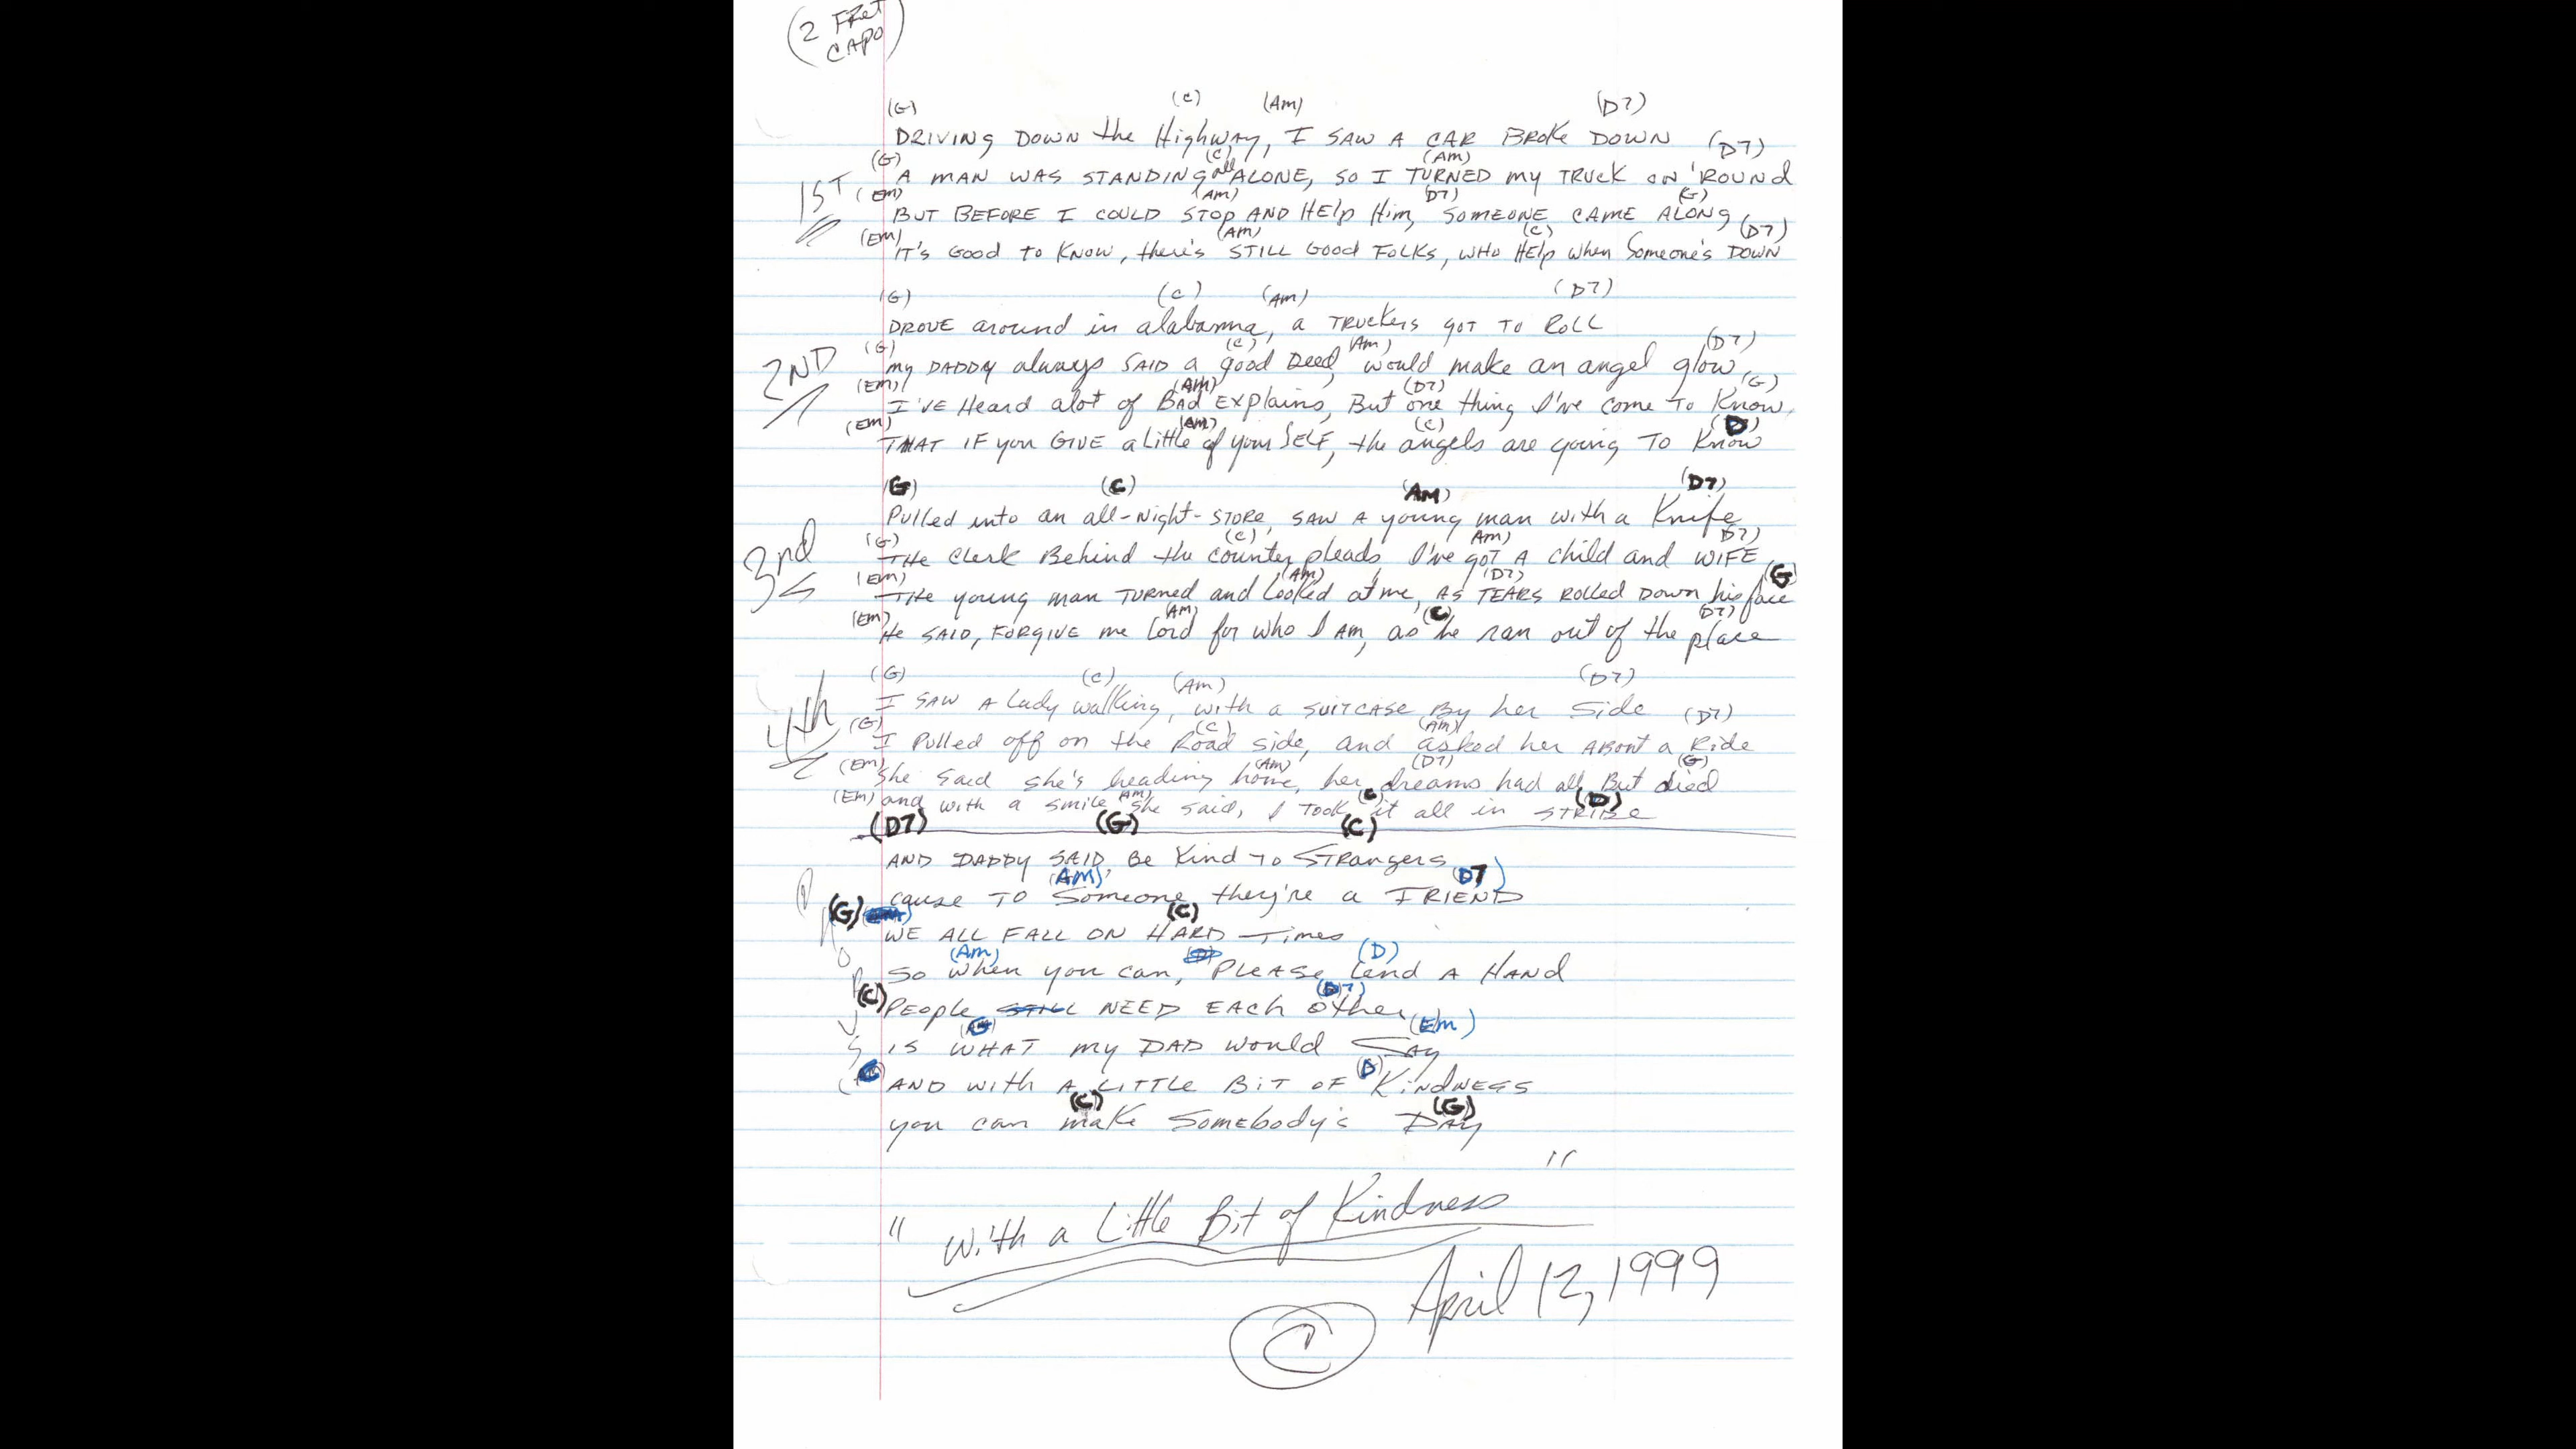 (2 FRET
CAPO)
(G) (C) (Am) (D7)
DRIVING DOWN the HigHWAY, I SAW A CAR BROKE DOWN
(G) (C) (Am) (D7)
A MAN WAS STANDING all ALONE, SO I TURNED my TRUCK ON 'ROUNd
1ST (Em) (Am) (D7) (G)
BUT BEFORE I COULD STOP AND HElp Him, SOMEONE CAME ALONG
(Em) (Am) (C) (D7)
IT'S GOOD TO KNOW, there's STILL GOOd FOLKS, WHO HElp when Someone's DOWN
(G) (C) (Am) (D7)
DROVE around in alabama, a TRUCKERS GOT TO ROLL
2ND (G) (C) (Am) (D7)
my DADDY always SAID a good Deed, would make an angel glow
(Em) (Am) (D7) (G)
I'VE Heard alot of BAd EXplains, But one thing I've come To Know,
(Em) (Am) (C) (D)
THAT IF you GIVE a Little of your SELF, the angels are going To Know
(G) (C) (AM) (D7)
Pulled into an all-Night-STORE, SAW A young man with a Knife
3rd (G) (C) (Am) (D7)
THE Clerk Behind the counter pleads, I've got A child and WIFE
(Em) (Am) (D7) (G)
THE young man TURNed and Looked at me, AS TEARS ROLLED DOWN his face
(Em) (AM) (C) (D7)
He SAID, FORGIVE me Lord for who I AM, as he ran out of the place
(G) (C) (Am) (D7)
I SAW A Lady walking, with a SUITCASE By her Side
4th (G) (C) (Am) (D7)
I Pulled off on the Road side, and asked her ABOUT a Ride
(Em) (Am) (D7) (G)
She Said she's heading home, her dreams had all But died
(Em) (AM) (C) (D)
and with a smile she said, I TOOK it all in STRIDE
(D7) (G) (C)
AND DADDY SAID, Be Kind TO STRangers
(AM) (D7)
CHORUS cause TO Someone they're a FRIEND
(G) (C)
WE ALL FALL ON HARD Times
(Am) (D)
SO When you can, PLEASE Lend A HANd
(C) (D7)
PEOPLE STILL NEED EACH Other
(G) (Em)
IS WHAT my DAD would SAY
(C) (D)
AND with A LITTLE BIT OF KINdNESS
(C) (G)
you can make Somebody's DAY
"With a Little Bit of Kindness"
April 12, 1999
©